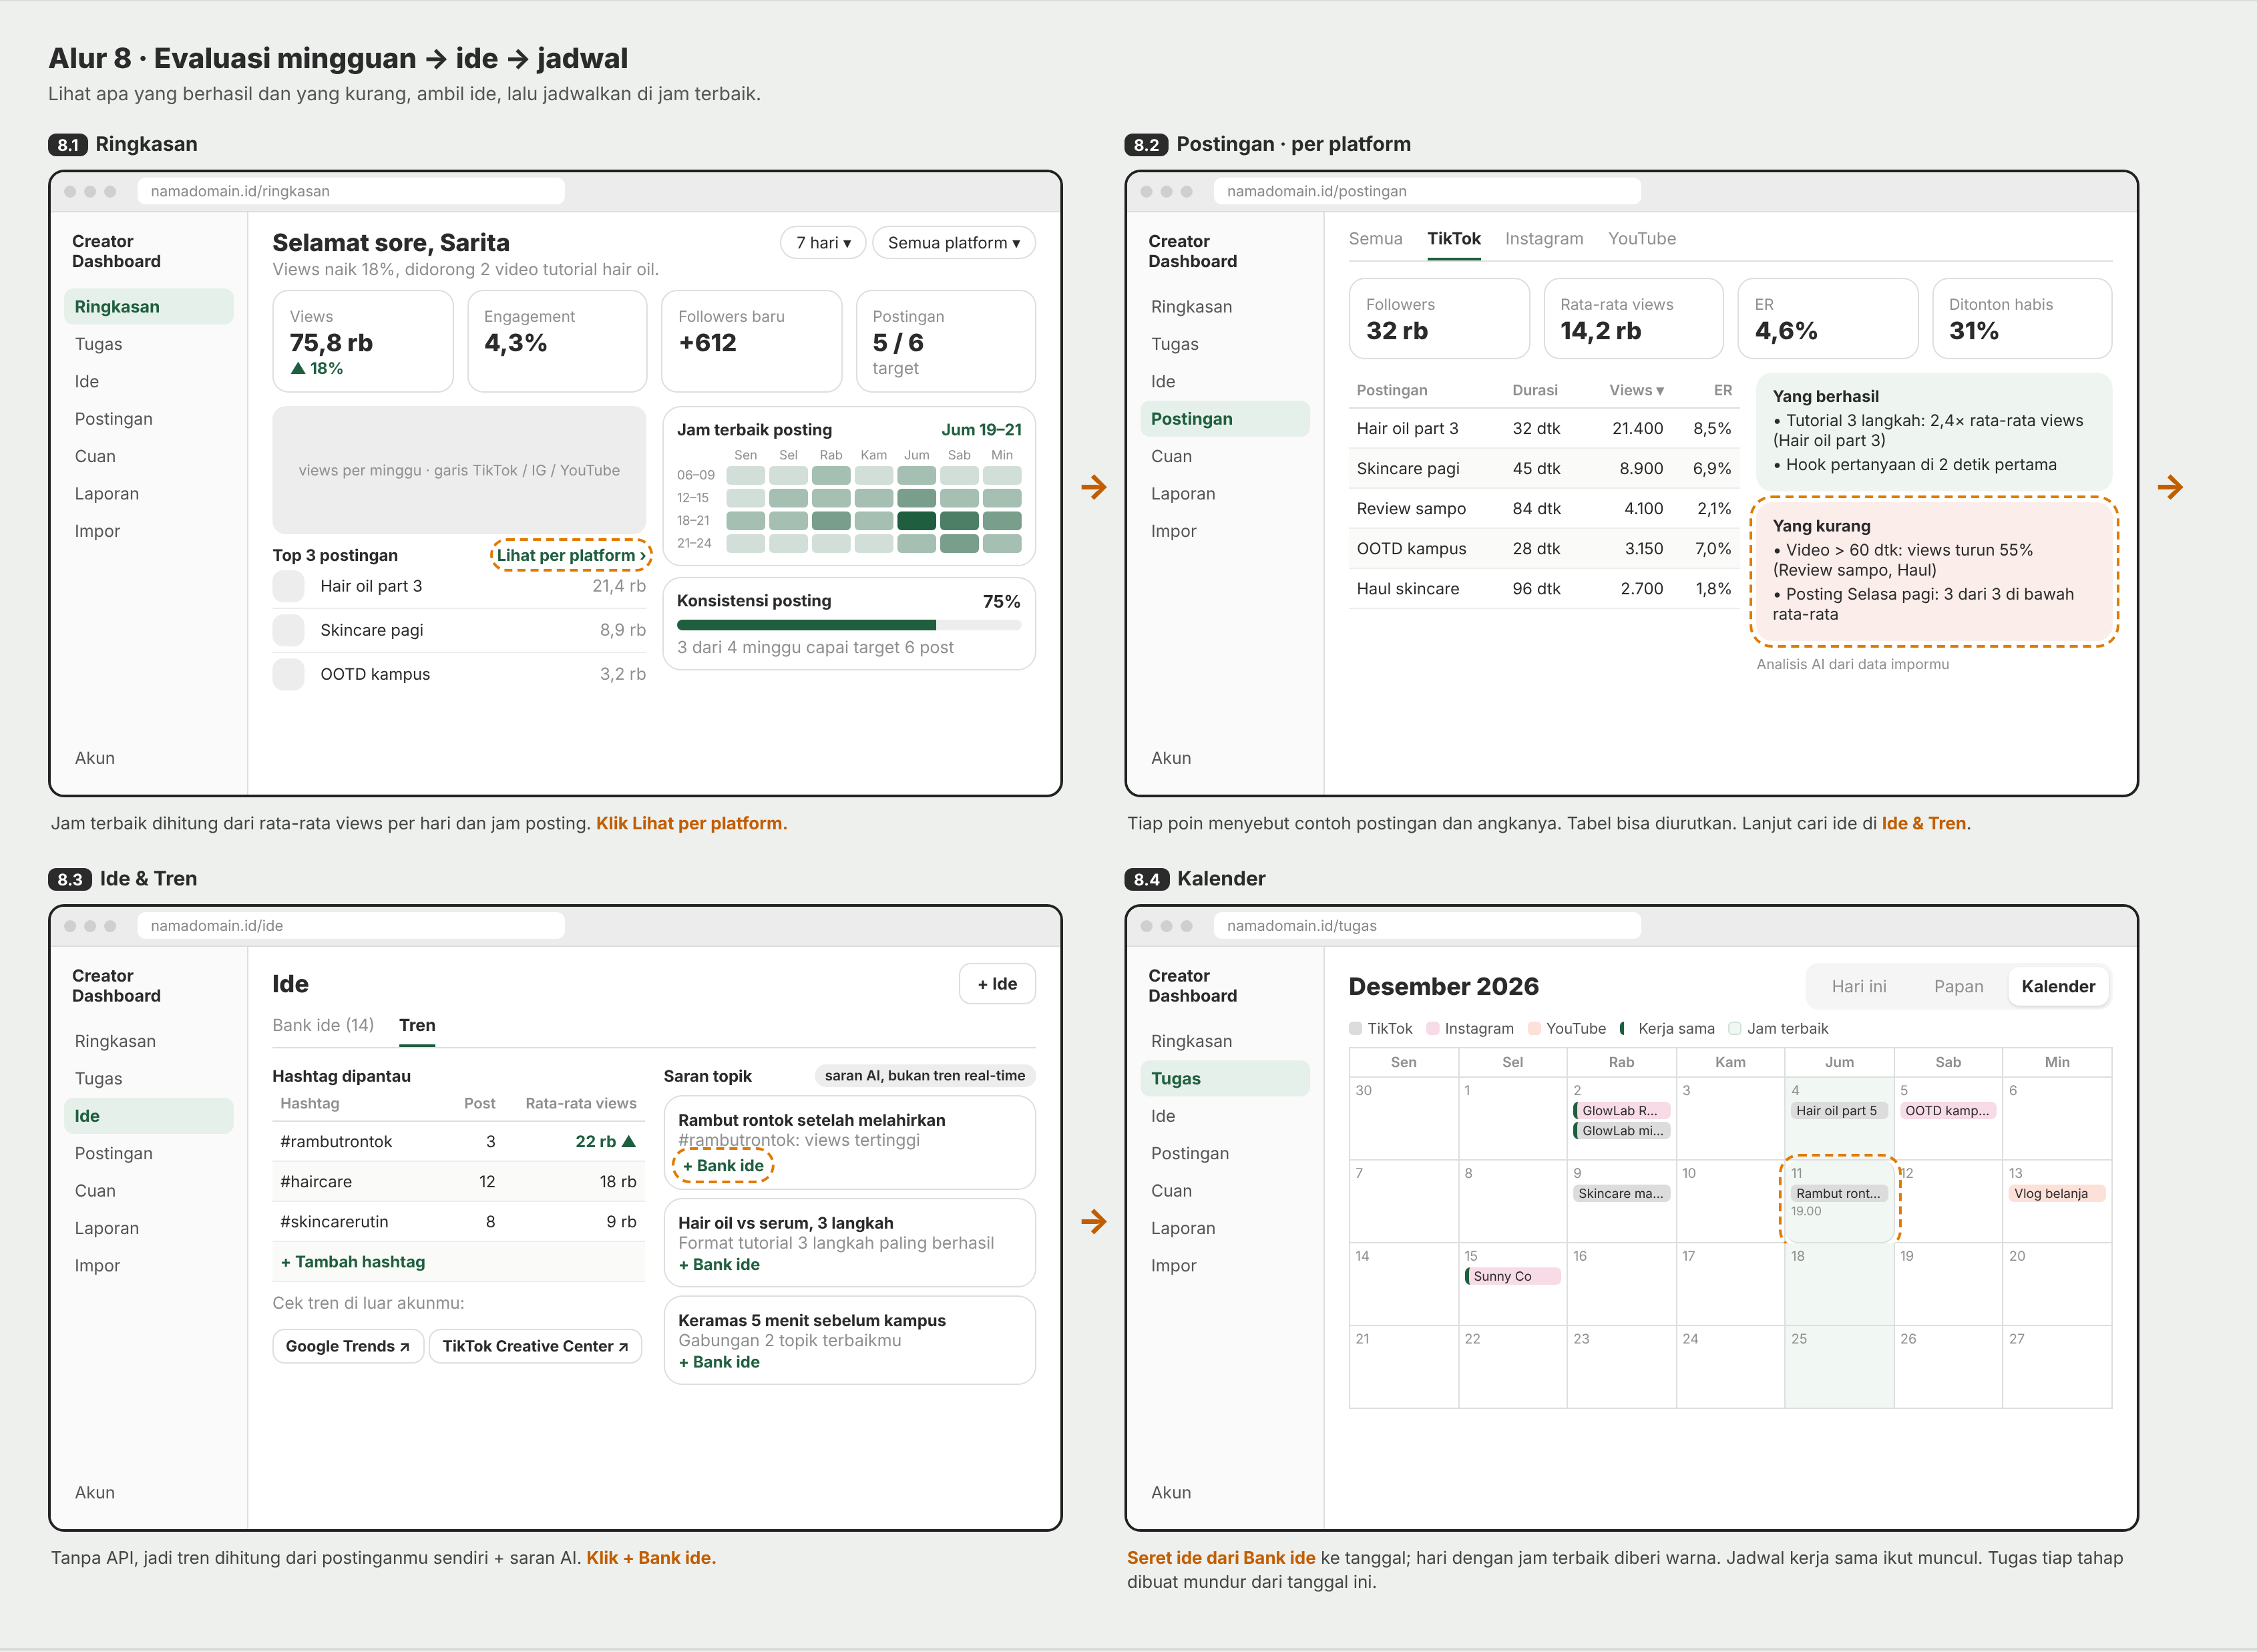 Alur 8 · Evaluasi mingguan → ide → jadwal
Lihat apa yang berhasil dan yang kurang, ambil ide, lalu jadwalkan di jam terbaik.
8.1 Ringkasan
namadomain.id/ringkasan
Creator
Dashboard
Ringkasan
Tugas
Ide
Postingan
Cuan
Laporan
Impor
Akun
Selamat sore, Sarita
7 hari ▾ Semua platform ▾
Views naik 18%, didorong 2 video tutorial hair oil.
Views
75,8 rb
▲ 18%
Engagement
4,3%
Followers baru
+612
Postingan
5 / 6
target
views per minggu · garis TikTok / IG / YouTube
Top 3 postingan Lihat per platform ›
Hair oil part 3 21,4 rb
Skincare pagi 8,9 rb
OOTD kampus 3,2 rb
Jam terbaik posting Jum 19–21
Sen Sel Rab Kam Jum Sab Min
06–09
12–15
18–21
21–24
Konsistensi posting 75%
3 dari 4 minggu capai target 6 post
Jam terbaik dihitung dari rata-rata views per hari dan jam posting. Klik Lihat per platform.
→
8.2 Postingan · per platform
namadomain.id/postingan
Creator
Dashboard
Ringkasan
Tugas
Ide
Postingan
Cuan
Laporan
Impor
Akun
Semua TikTok Instagram YouTube
Followers
32 rb
Rata-rata views
14,2 rb
ER
4,6%
Ditonton habis
31%
Postingan Durasi Views ▾ ER
Hair oil part 3 32 dtk 21.400 8,5%
Skincare pagi 45 dtk 8.900 6,9%
Review sampo 84 dtk 4.100 2,1%
OOTD kampus 28 dtk 3.150 7,0%
Haul skincare 96 dtk 2.700 1,8%
Yang berhasil
• Tutorial 3 langkah: 2,4× rata-rata views
(Hair oil part 3)
• Hook pertanyaan di 2 detik pertama
Yang kurang
• Video > 60 dtk: views turun 55%
(Review sampo, Haul)
• Posting Selasa pagi: 3 dari 3 di bawah
rata-rata
Analisis AI dari data impormu
Tiap poin menyebut contoh postingan dan angkanya. Tabel bisa diurutkan. Lanjut cari ide di Ide & Tren.
→
8.3 Ide & Tren
namadomain.id/ide
Creator
Dashboard
Ringkasan
Tugas
Ide
Postingan
Cuan
Laporan
Impor
Akun
Ide + Ide
Bank ide (14) Tren
Hashtag dipantau
Hashtag Post Rata-rata views
#rambutrontok 3 22 rb ▲
#haircare 12 18 rb
#skincarerutin 8 9 rb
+ Tambah hashtag
Cek tren di luar akunmu:
Google Trends ↗ TikTok Creative Center ↗
Saran topik saran AI, bukan tren real-time
Rambut rontok setelah melahirkan
#rambutrontok: views tertinggi
+ Bank ide
Hair oil vs serum, 3 langkah
Format tutorial 3 langkah paling berhasil
+ Bank ide
Keramas 5 menit sebelum kampus
Gabungan 2 topik terbaikmu
+ Bank ide
Tanpa API, jadi tren dihitung dari postinganmu sendiri + saran AI. Klik + Bank ide.
→
8.4 Kalender
namadomain.id/tugas
Creator
Dashboard
Ringkasan
Tugas
Ide
Postingan
Cuan
Laporan
Impor
Akun
Desember 2026 Hari ini Papan Kalender
TikTok Instagram YouTube Kerja sama Jam terbaik
Sen Sel Rab Kam Jum Sab Min
30 1 2 3 4 5 6
GlowLab R... Hair oil part 5 OOTD kamp...
GlowLab mi...
7 8 9 10 11 12 13
Skincare ma... Rambut ront... Vlog belanja
19.00
14 15 16 17 18 19 20
Sunny Co
21 22 23 24 25 26 27
Seret ide dari Bank ide ke tanggal; hari dengan jam terbaik diberi warna. Jadwal kerja sama ikut muncul. Tugas tiap tahap
dibuat mundur dari tanggal ini.